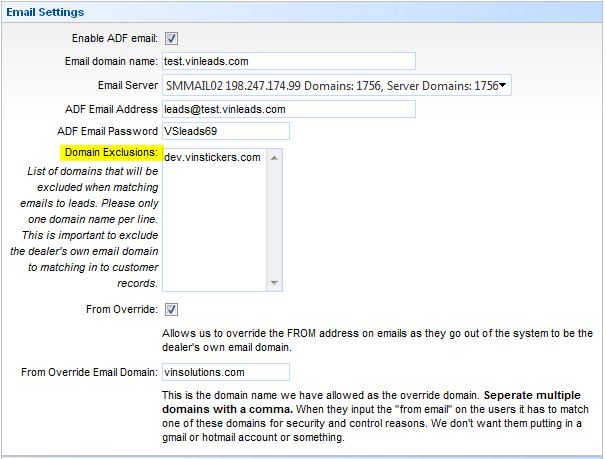 Email Settings
Enable ADF email:
Email domain name: test.vinleads.com
Email Server SMMAIL02 198.247.174.99 Domains: 1756, Server Domains: 1756
ADF Email Address leads@test.vinleads.com
ADF Email Password VSleads69
Domain Exclusions: dev.vinstickers.com
List of domains that will be
excluded when matching
emails to leads. Please only
one domain name per line.
This is important to exclude
the dealer's own email domain
to matching in to customer
records.
From Override:
Allows us to override the FROM address on emails as they go out of the system to be the
dealer's own email domain.
From Override Email Domain: vinsolutions.com
This is the domain name we have allowed as the override domain. Seperate multiple
domains with a comma. When they input the "from email" on the users it has to match
one of these domains for security and control reasons. We don't want them putting in a
gmail or hotmail account or something.